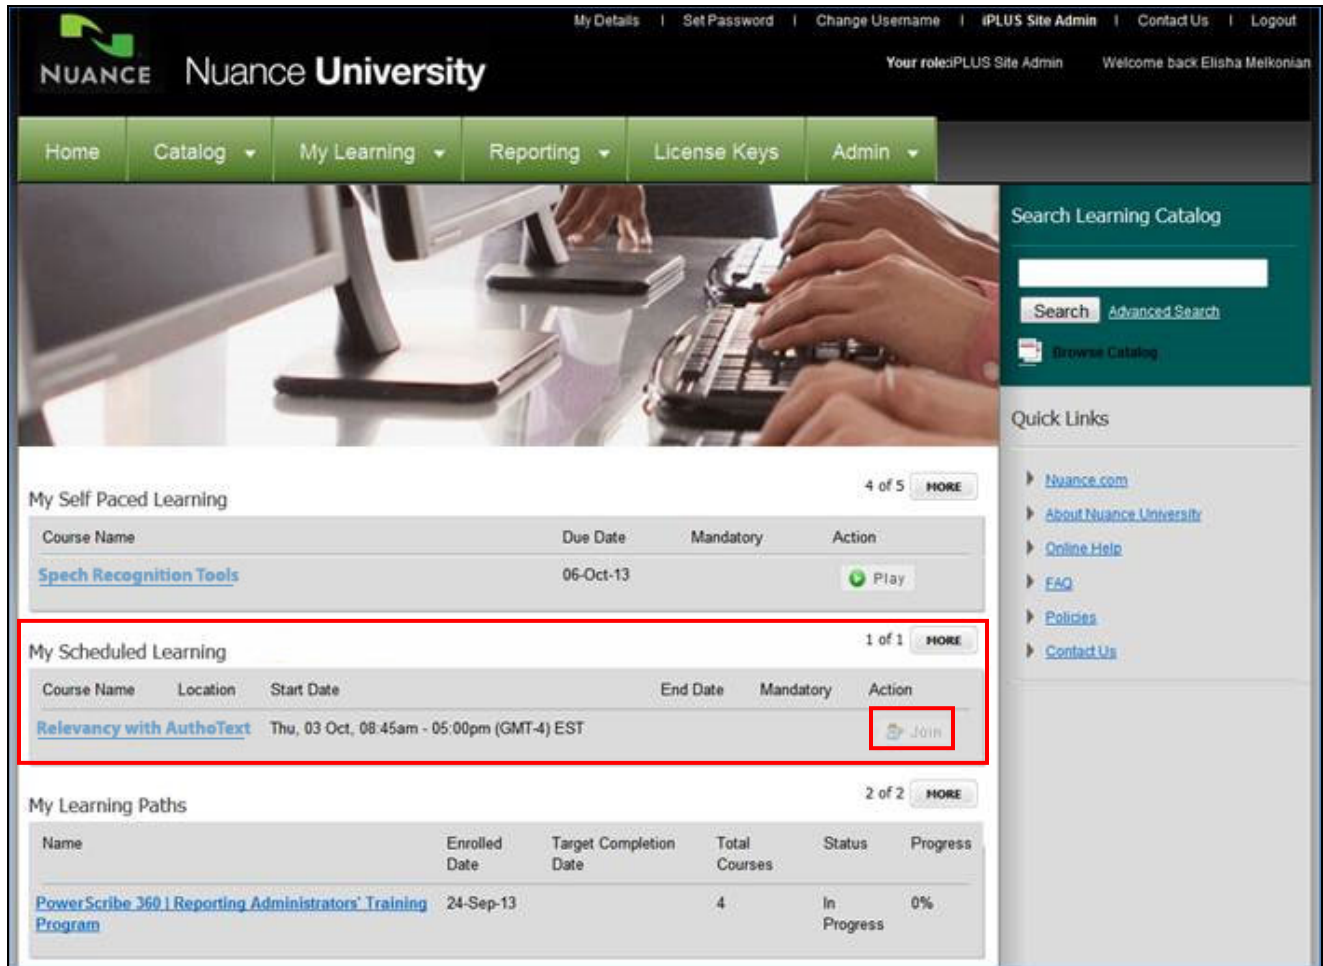 My Details | Set Password | Change Username | iPLUS Site Admin | Contact Us | Logout
NUANCE Nuance University
Your role:iPLUS Site Admin Welcome back Elisha Melkonian
Home Catalog My Learning Reporting License Keys Admin
Search Learning Catalog
Search Advanced Search
Browse Catalog
Quick Links
Nuance.com
About Nuance University
Online Help
FAQ
Policies
Contact Us
My Self Paced Learning 4 of 5 MORE
Course Name Due Date Mandatory Action
Spech Recognition Tools 06-Oct-13 Play
My Scheduled Learning 1 of 1 MORE
Course Name Location Start Date End Date Mandatory Action
Relevancy with AuthoText Thu, 03 Oct, 08:45am - 05:00pm (GMT-4) EST Join
My Learning Paths 2 of 2 MORE
Name Enrolled Target Completion Total Status Progress
Date Date Courses
PowerScribe 360 | Reporting Administrators' Training 24-Sep-13 4 In 0%
Program Progress